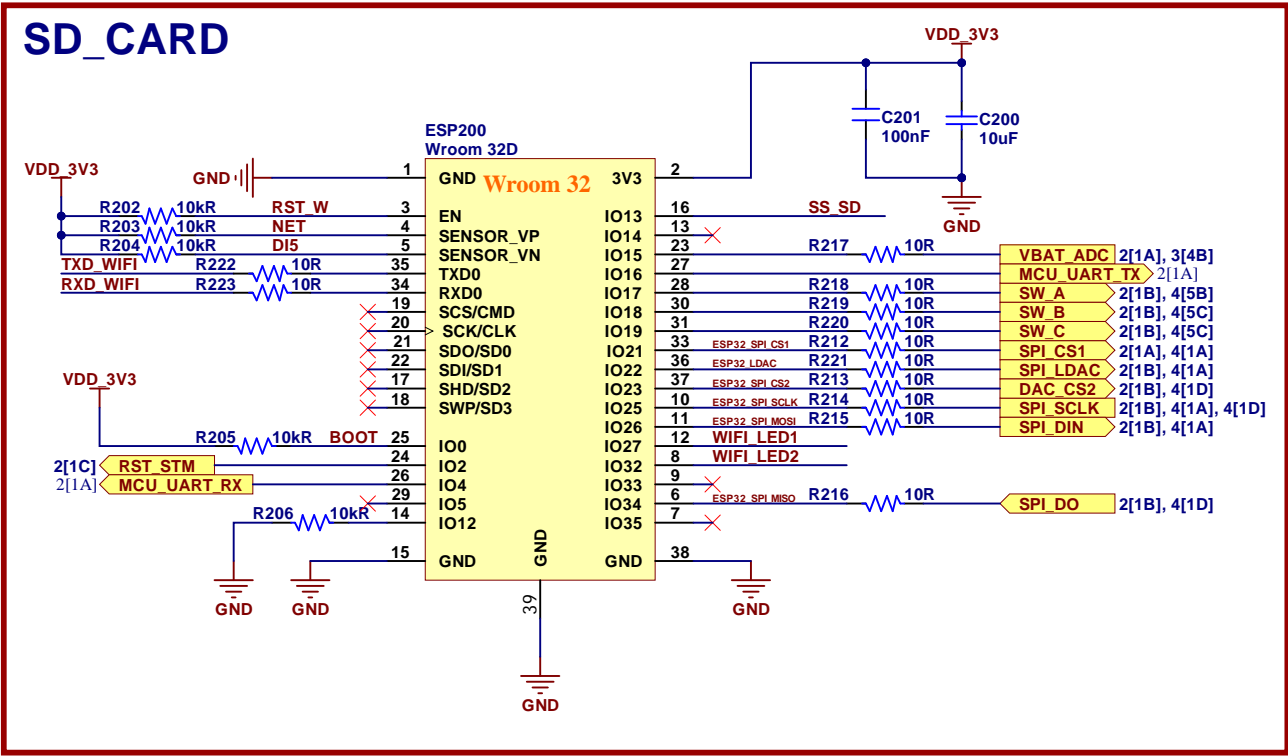 SD_CARD
VDD_3V3
C201
100nF
C200
10uF
GND
ESP200
Wroom 32D
Wroom 32
VDD_3V3
GND
1 GND
3V3 2
R202 10kR RST_W 3 EN
IO13 16 SS_SD
R203 10kR NET 4 SENSOR_VP
IO14 13
R204 10kR DI5 5 SENSOR_VN
IO15 23 R217 10R VBAT_ADC 2[1A], 3[4B]
TXD_WIFI R222 10R 35 TXD0
IO16 27 MCU_UART_TX 2[1A]
RXD_WIFI R223 10R 34 RXD0
IO17 28 R218 10R SW_A 2[1B], 4[5B]
19 SCS/CMD
IO18 30 R219 10R SW_B 2[1B], 4[5C]
20 SCK/CLK
IO19 31 R220 10R SW_C 2[1B], 4[5C]
21 SDO/SD0
IO21 33 ESP32_SPI_CS1 R212 10R SPI_CS1 2[1A], 4[1A]
22 SDI/SD1
IO22 36 ESP32_LDAC R221 10R SPI_LDAC 2[1B], 4[1A]
17 SHD/SD2
IO23 37 ESP32_SPI_CS2 R213 10R DAC_CS2 2[1B], 4[1D]
18 SWP/SD3
IO25 10 ESP32_SPI_SCLK R214 10R SPI_SCLK 2[1B], 4[1A], 4[1D]
IO26 11 ESP32_SPI_MOSI R215 10R SPI_DIN 2[1B], 4[1A]
VDD_3V3
R205 10kR BOOT 25 IO0
IO27 12 WIFI_LED1
2[1C] RST_STM 24 IO2
IO32 8 WIFI_LED2
2[1A] MCU_UART_RX 26 IO4
IO33 9
29 IO5
IO34 6 ESP32_SPI_MISO R216 10R SPI_DO 2[1B], 4[1D]
R206 10kR 14 IO12
IO35 7
15 GND
GND
GND 38
39
GND
GND
GND
GND